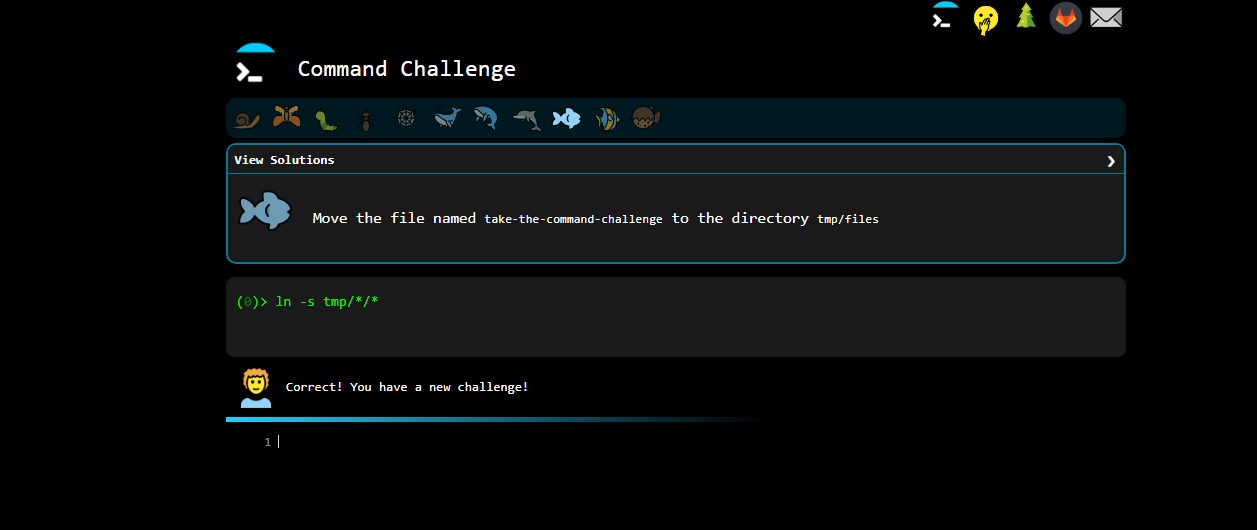 Command Challenge
View Solutions
Move the file named take-the-command-challenge to the directory tmp/files
(0)> ln -s tmp/*/*
Correct! You have a new challenge!
1